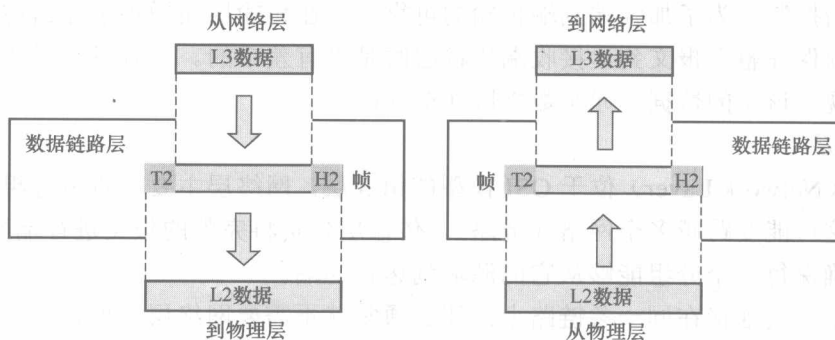 从网络层
L3数据
数据链路层
T2
H2
帧
L2数据
到物理层
到网络层
L3数据
数据链路层
帧
T2
H2
L2数据
从物理层